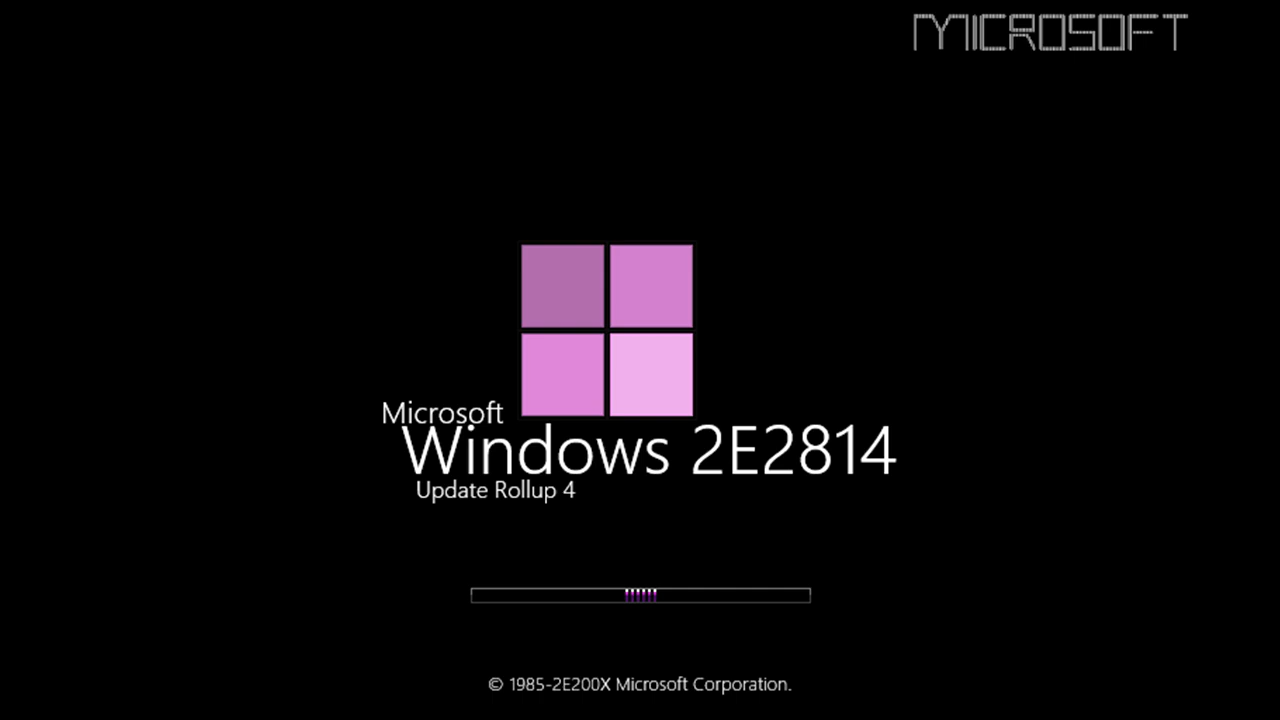 MICROSOFT
Microsoft
Windows 2E2814
Update Rollup 4
© 1985-2E200X Microsoft Corporation.